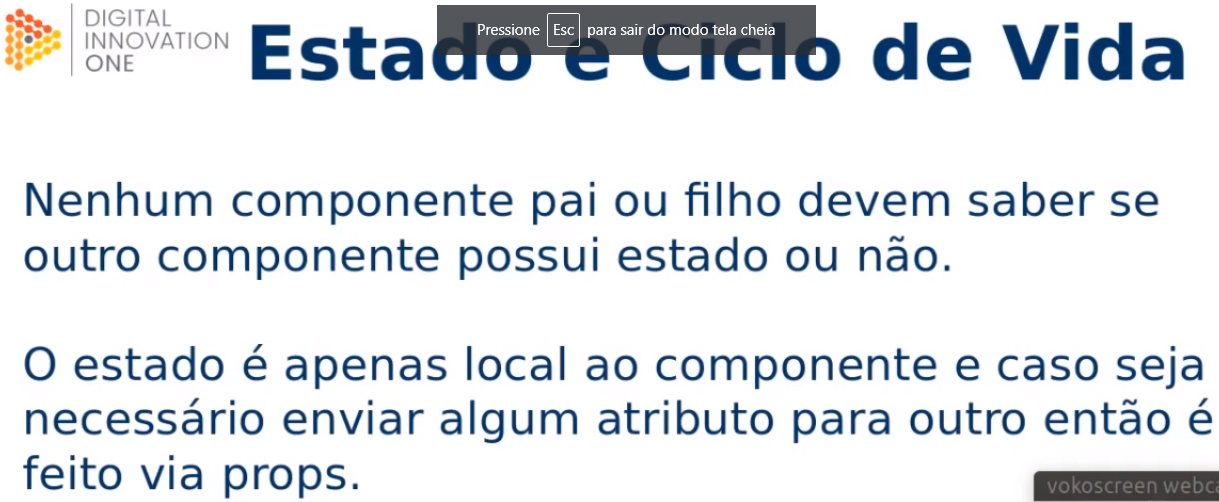 DIGITAL
INNOVATION
ONE
Pressione Esc para sair do modo tela cheia
Estado e Ciclo de Vida
Nenhum componente pai ou filho devem saber se
outro componente possui estado ou não.
O estado é apenas local ao componente e caso seja
necessário enviar algum atributo para outro então é
feito via props.
vokoscreen webca